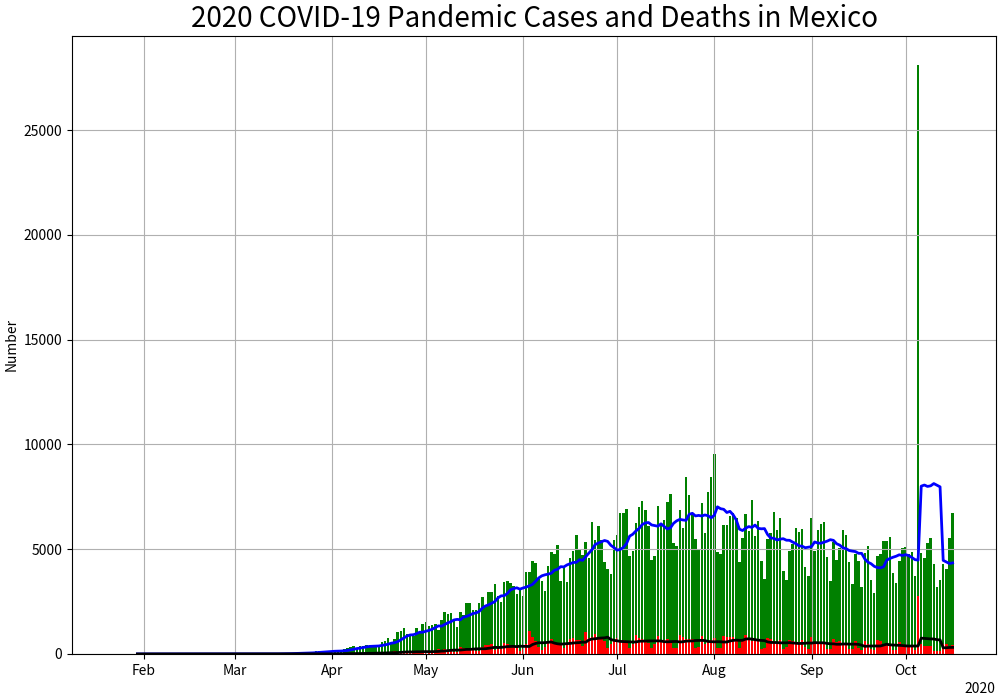 2020 COVID-19 Pandemic Cases and Deaths in Mexico
Number
25000
20000
15000
10000
5000
0
Feb Mar Apr May Jun Jul Aug Sep Oct
2020